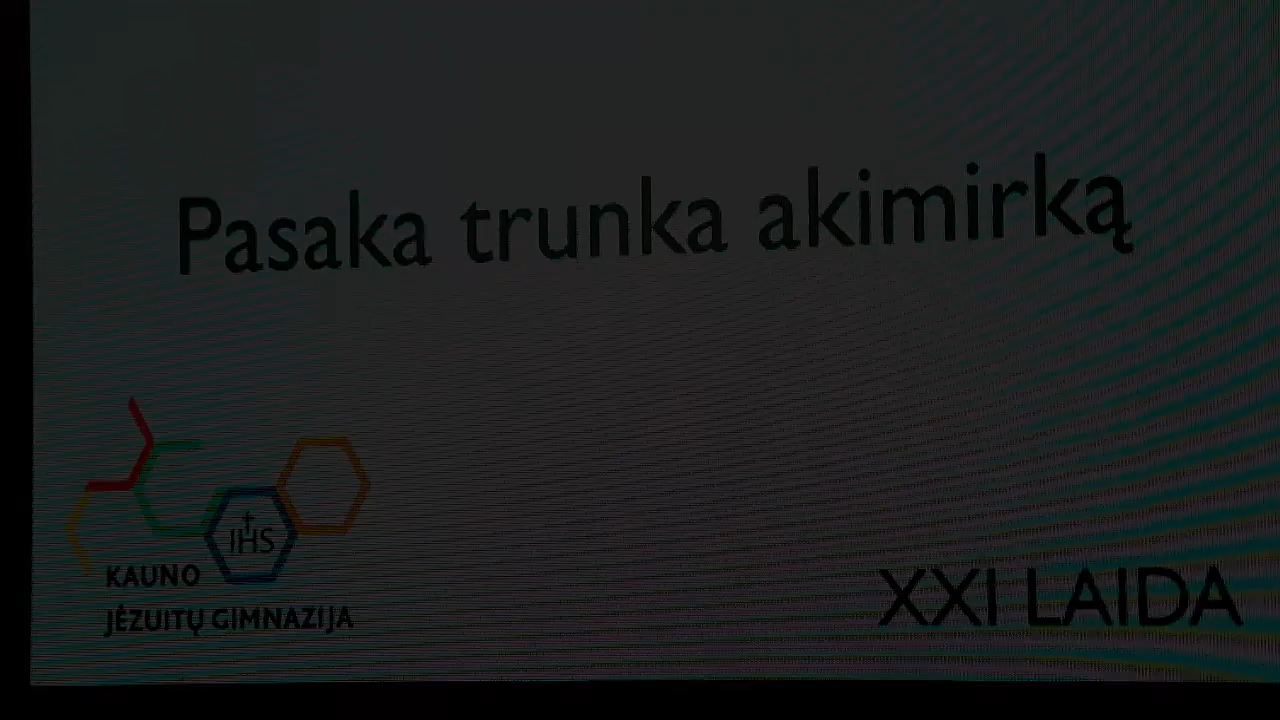 Pasaka trunka akimirką
IHS
KAUNO
JĖZUITŲ GIMNAZIJA
XXI LAIDA